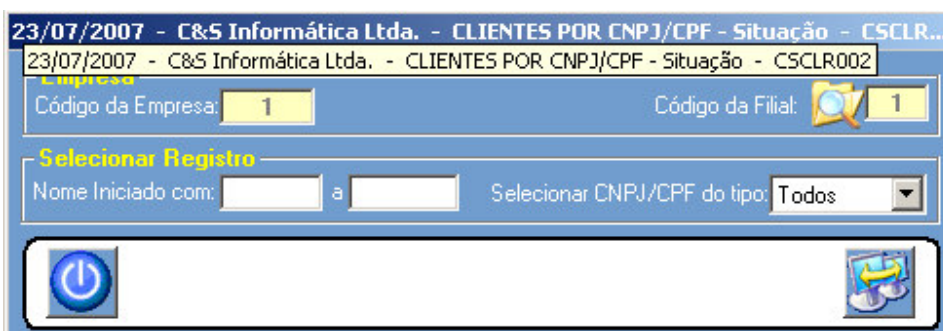 23/07/2007 - C&S Informática Ltda. - CLIENTES POR CNPJ/CPF - Situação - CSCLR...
23/07/2007 - C&S Informática Ltda. - CLIENTES POR CNPJ/CPF - Situação - CSCLR002
Empresa
Código da Empresa: 1 Código da Filial: 1
Selecionar Registro
Nome Iniciado com: a Selecionar CNPJ/CPF do tipo: Todos